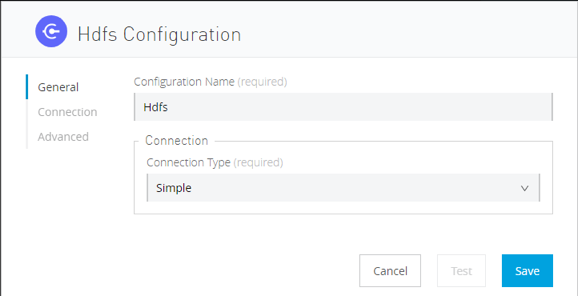 Hdfs Configuration
General
Connection
Advanced
Configuration Name (required)
Hdfs
Connection
Connection Type (required)
Simple
Cancel
Test
Save